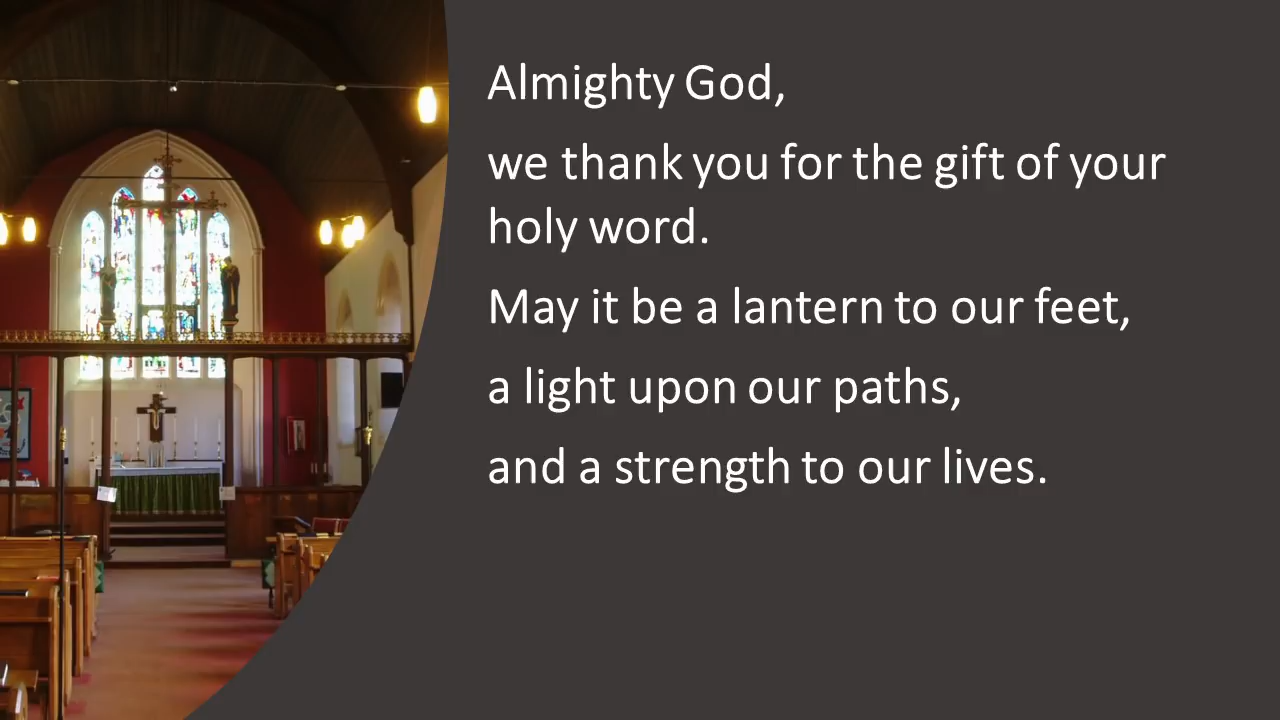 Almighty God,
we thank you for the gift of your
holy word.
May it be a lantern to our feet,
a light upon our paths,
and a strength to our lives.